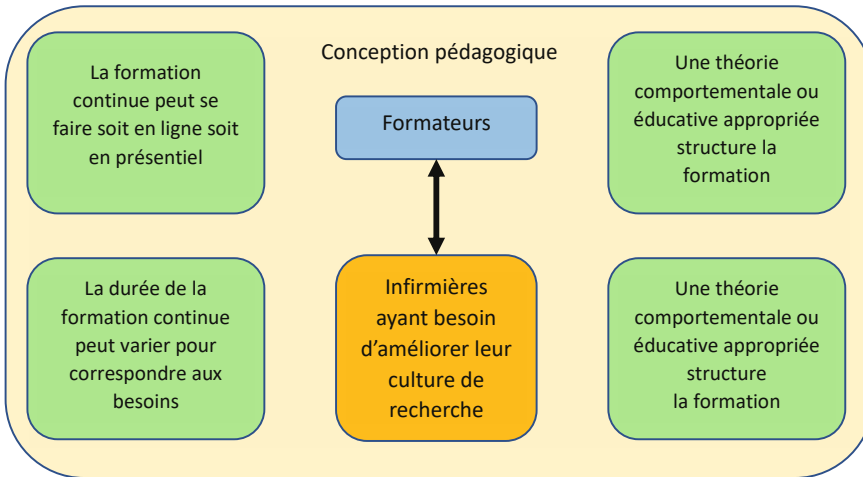 Conception pédagogique
La formation
continue peut se
faire soit en ligne soit
en présentiel
Formateurs
Une théorie
comportementale ou
éducative appropriée
structure la
formation
La durée de la
formation continue
peut varier pour
correspondre aux
besoins
Infirmières
ayant besoin
d’améliorer leur
culture de
recherche
Une théorie
comportementale ou
éducative appropriée
structure
la formation